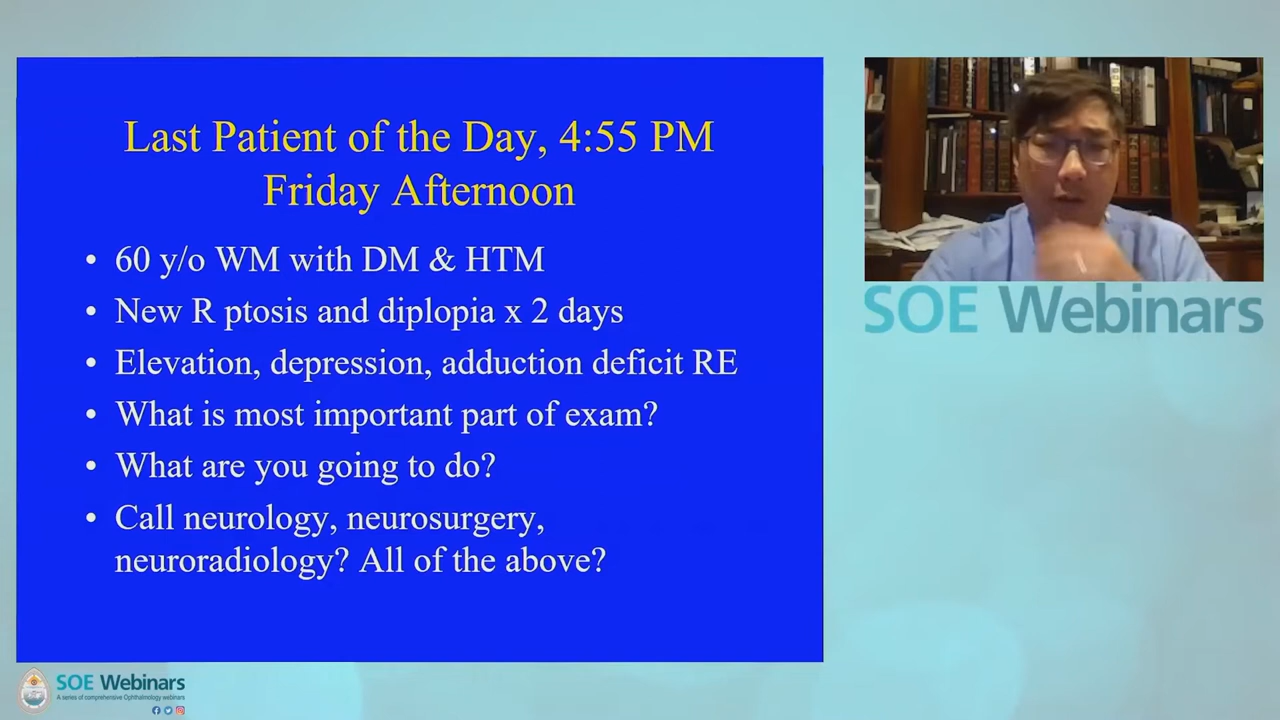 Last Patient of the Day, 4:55 PM
Friday Afternoon
• 60 y/o WM with DM & HTM
• New R ptosis and diplopia x 2 days
• Elevation, depression, adduction deficit RE
• What is most important part of exam?
• What are you going to do?
• Call neurology, neurosurgery,
neuroradiology? All of the above?
SOE Webinars
SOE Webinars
A series of comprehensive Ophthalmology webinars